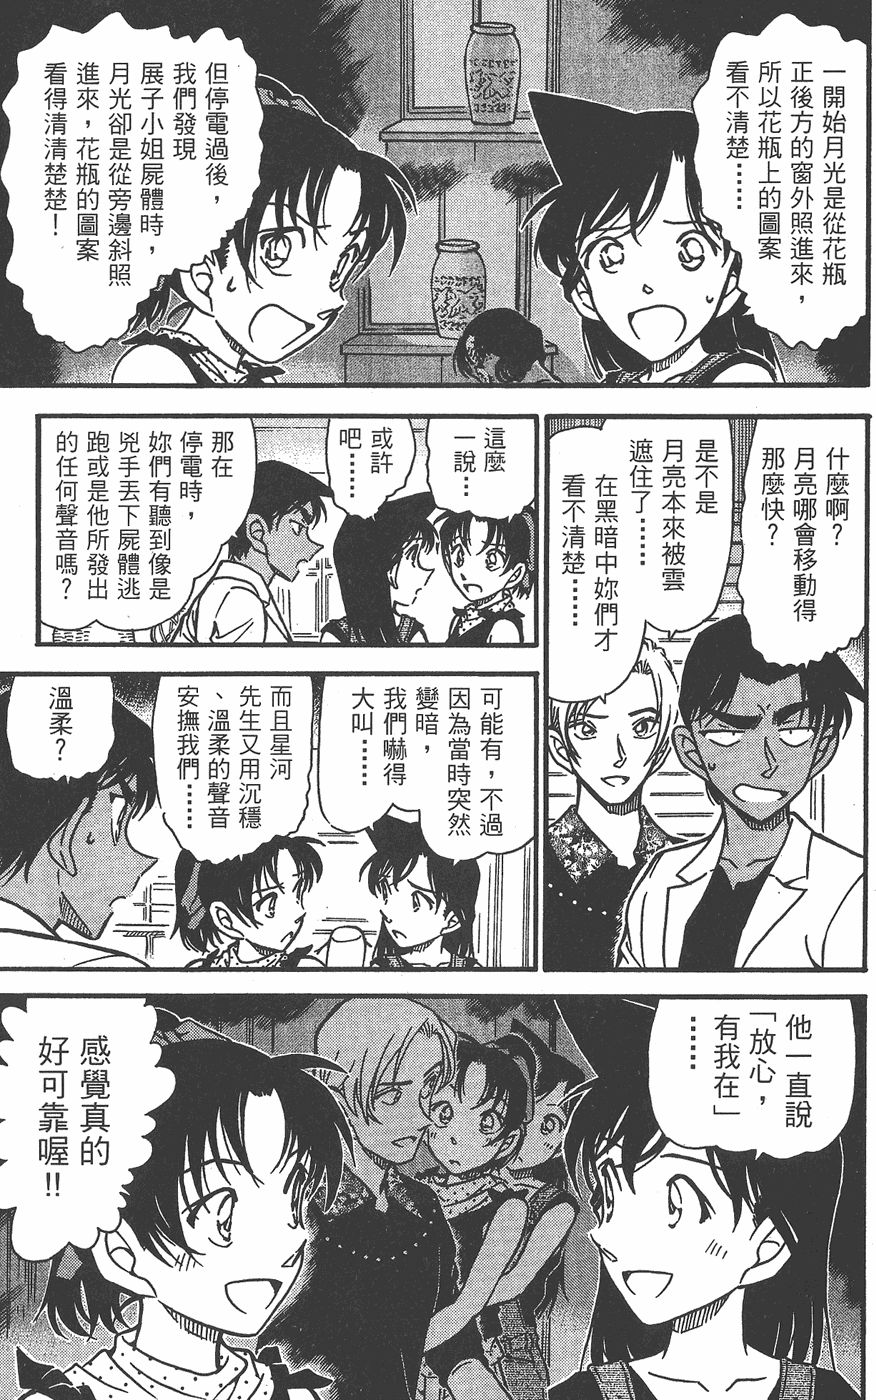 一開始月光是從花瓶
正後方的窗外照進來，
所以花瓶上的圖案
看不清楚……
但停電過後，
我們發現
展子小姐屍體時，
月光卻是從旁邊斜照
進來，花瓶的圖案
看得清清楚楚！
什麼啊？
月亮哪會移動得
那麼快？
是不是
月亮本來被雲
遮住了……
在黑暗中妳們才
看不清楚……
這麼
一說…
或許
吧……
那在
停電時，
妳們有聽到像是
兇手丟下屍體逃
跑或是他所發出
的任何聲音嗎？
可能有，不過
因為當時突然
變暗，
我們嚇得
大叫……
而且星河
先生又用沉穩
、溫柔的聲音
安撫我們……
溫柔？
他一直說
「放心，
有我在」
……
感覺真的
好可靠喔!!